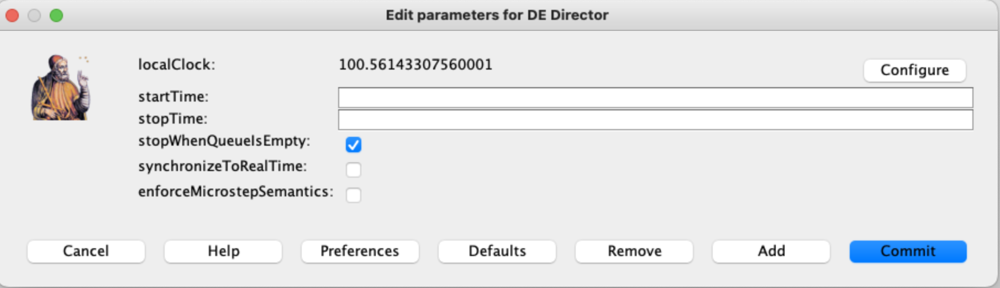 Edit parameters for DE Director
localClock: 100.56143307560001 Configure
startTime:
stopTime:
stopWhenQueueIsEmpty:
synchronizeToRealTime:
enforceMicrostepSemantics:
Cancel Help Preferences Defaults Remove Add Commit